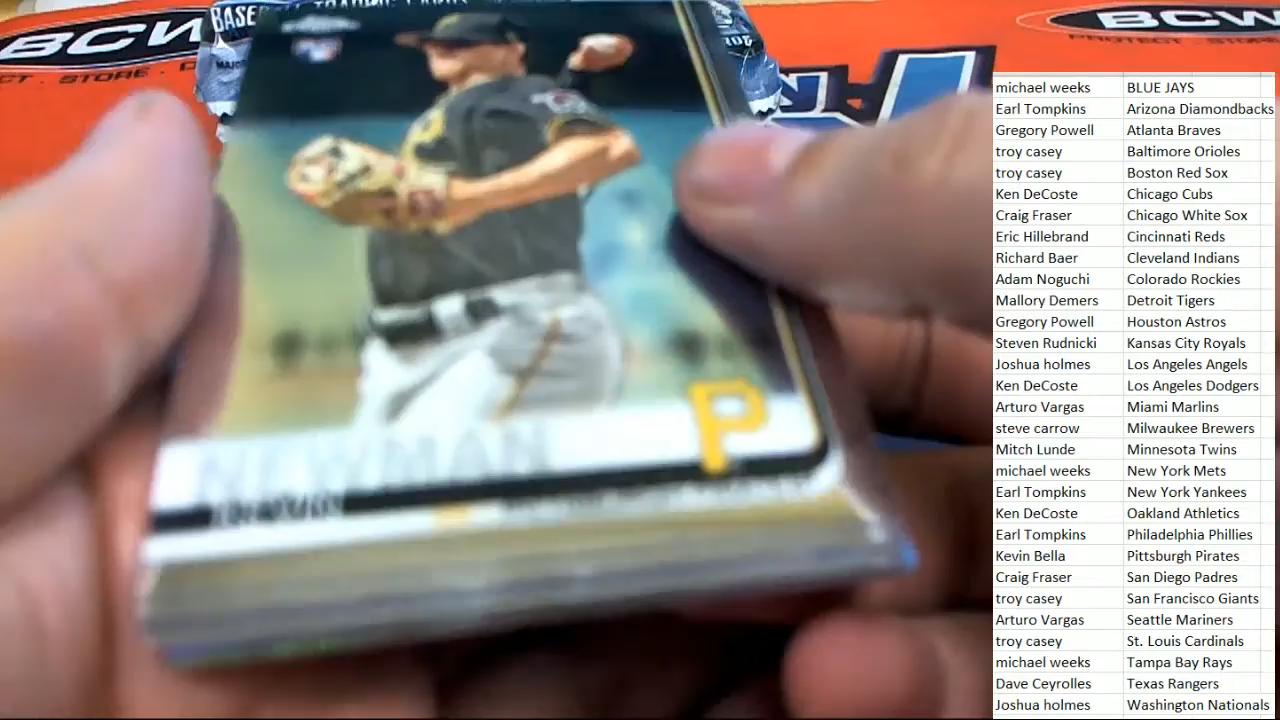 BASE
BCW
CT . STORE .
MAJO
BCW
PROTECT . STORE .
P
michael weeks BLUE JAYS
Earl Tompkins Arizona Diamondbacks
Gregory Powell Atlanta Braves
troy casey Baltimore Orioles
troy casey Boston Red Sox
Ken DeCoste Chicago Cubs
Craig Fraser Chicago White Sox
Eric Hillebrand Cincinnati Reds
Richard Baer Cleveland Indians
Adam Noguchi Colorado Rockies
Mallory Demers Detroit Tigers
Gregory Powell Houston Astros
Steven Rudnicki Kansas City Royals
Joshua holmes Los Angeles Angels
Ken DeCoste Los Angeles Dodgers
Arturo Vargas Miami Marlins
steve carrow Milwaukee Brewers
Mitch Lunde Minnesota Twins
michael weeks New York Mets
Earl Tompkins New York Yankees
Ken DeCoste Oakland Athletics
Earl Tompkins Philadelphia Phillies
Kevin Bella Pittsburgh Pirates
Craig Fraser San Diego Padres
troy casey San Francisco Giants
Arturo Vargas Seattle Mariners
troy casey St. Louis Cardinals
michael weeks Tampa Bay Rays
Dave Ceyrolles Texas Rangers
Joshua holmes Washington Nationals